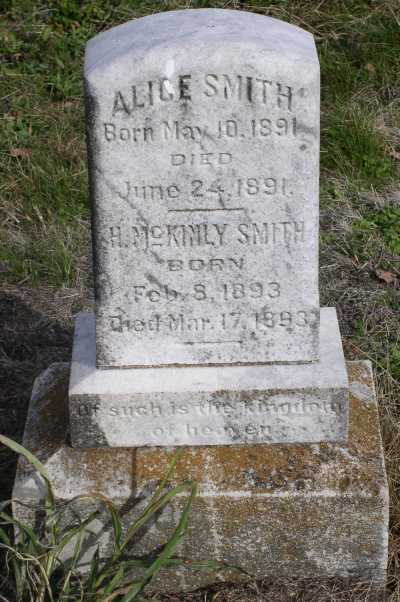 ALICE SMITH
Born May 10, 1891.
DIED
June 24, 1891.
H. McKINLY SMITH
BORN
Feb. 8, 1893
Died Mar. 17, 1893.
Of such is the kingdom
of heaven.